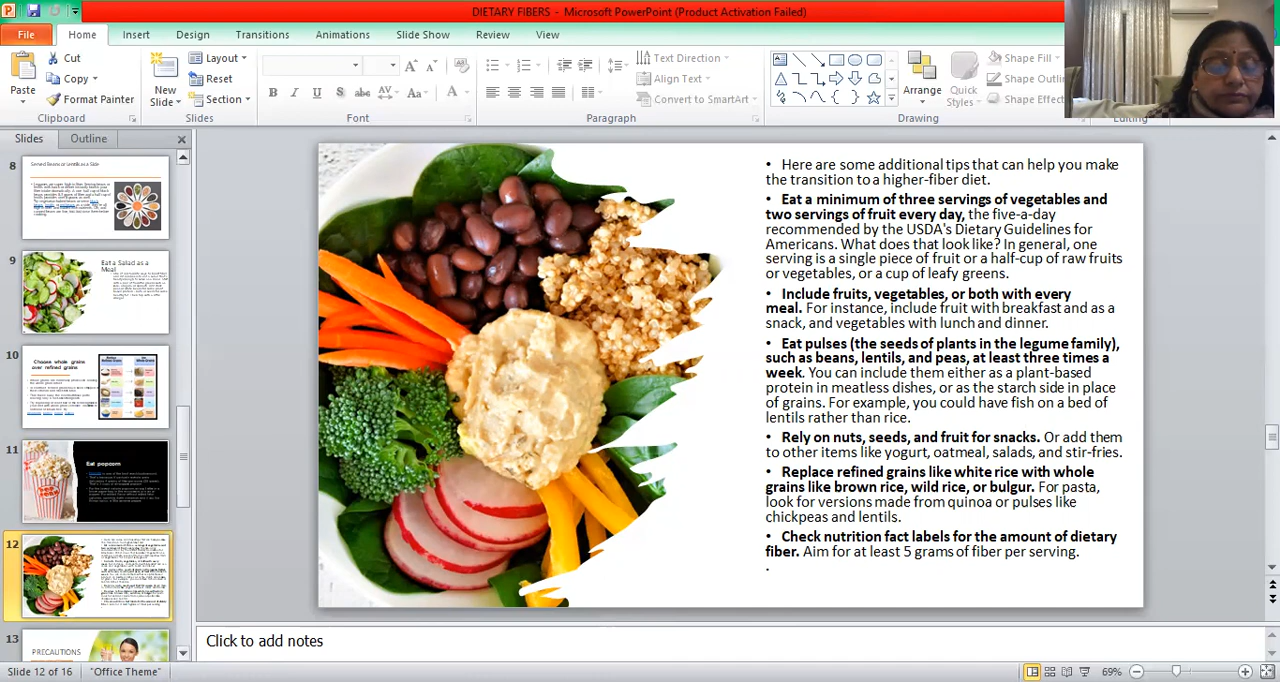 DIETARY FIBERS - Microsoft PowerPoint (Product Activation Failed)
File Home Insert Design Transitions Animations Slide Show Review View
Paste
Cut
Copy
Format Painter
Clipboard
New
Slide
Layout
Reset
Section
Slides
Font
Text Direction
Align Text
Convert to SmartArt
Paragraph
Arrange
Quick
Styles
Shape Fill
Shape Outli
Shape Effect
Drawing
Editing
Slides Outline
8
9
Eat a Salad as a
Meal
10
Choose whole grains
over refined grains
11
Eat popcorn
12
13
PRECAUTIONS
• Here are some additional tips that can help you make
the transition to a higher-fiber diet.
• Eat a minimum of three servings of vegetables and
two servings of fruit every day, the five-a-day
recommended by the USDA's Dietary Guidelines for
Americans. What does that look like? In general, one
serving is a single piece of fruit or a half-cup of raw fruits
or vegetables or a cup of leafy greens.
• Include fruits, vegetables, or both with every
meal. For instance, include fruit with breakfast and as a
snack, and vegetables with lunch and dinner.
• Eat pulses (the seeds of plants in the legume family),
such as beans, lentils, and peas, at least three times a
week. You can include them either as a plant-based
protein in meatless dishes or as the starch side in place
of grains. For example, you could have fish on a bed of
lentils rather than rice.
• Rely on nuts, seeds, and fruit for snacks. Or add them
to other items like yogurt, oatmeal, salads, and stir-fries.
• Replace refined grains like white rice with whole
grains like brown rice, wild rice, or bulgur. For pasta,
look for versions made from quinoa or pulses like
chickpeas and lentils.
• Check nutrition fact labels for the amount of dietary
fiber. Aim for at least 5 grams of fiber per serving.
Click to add notes
Slide 12 of 16 "Office Theme" 69%